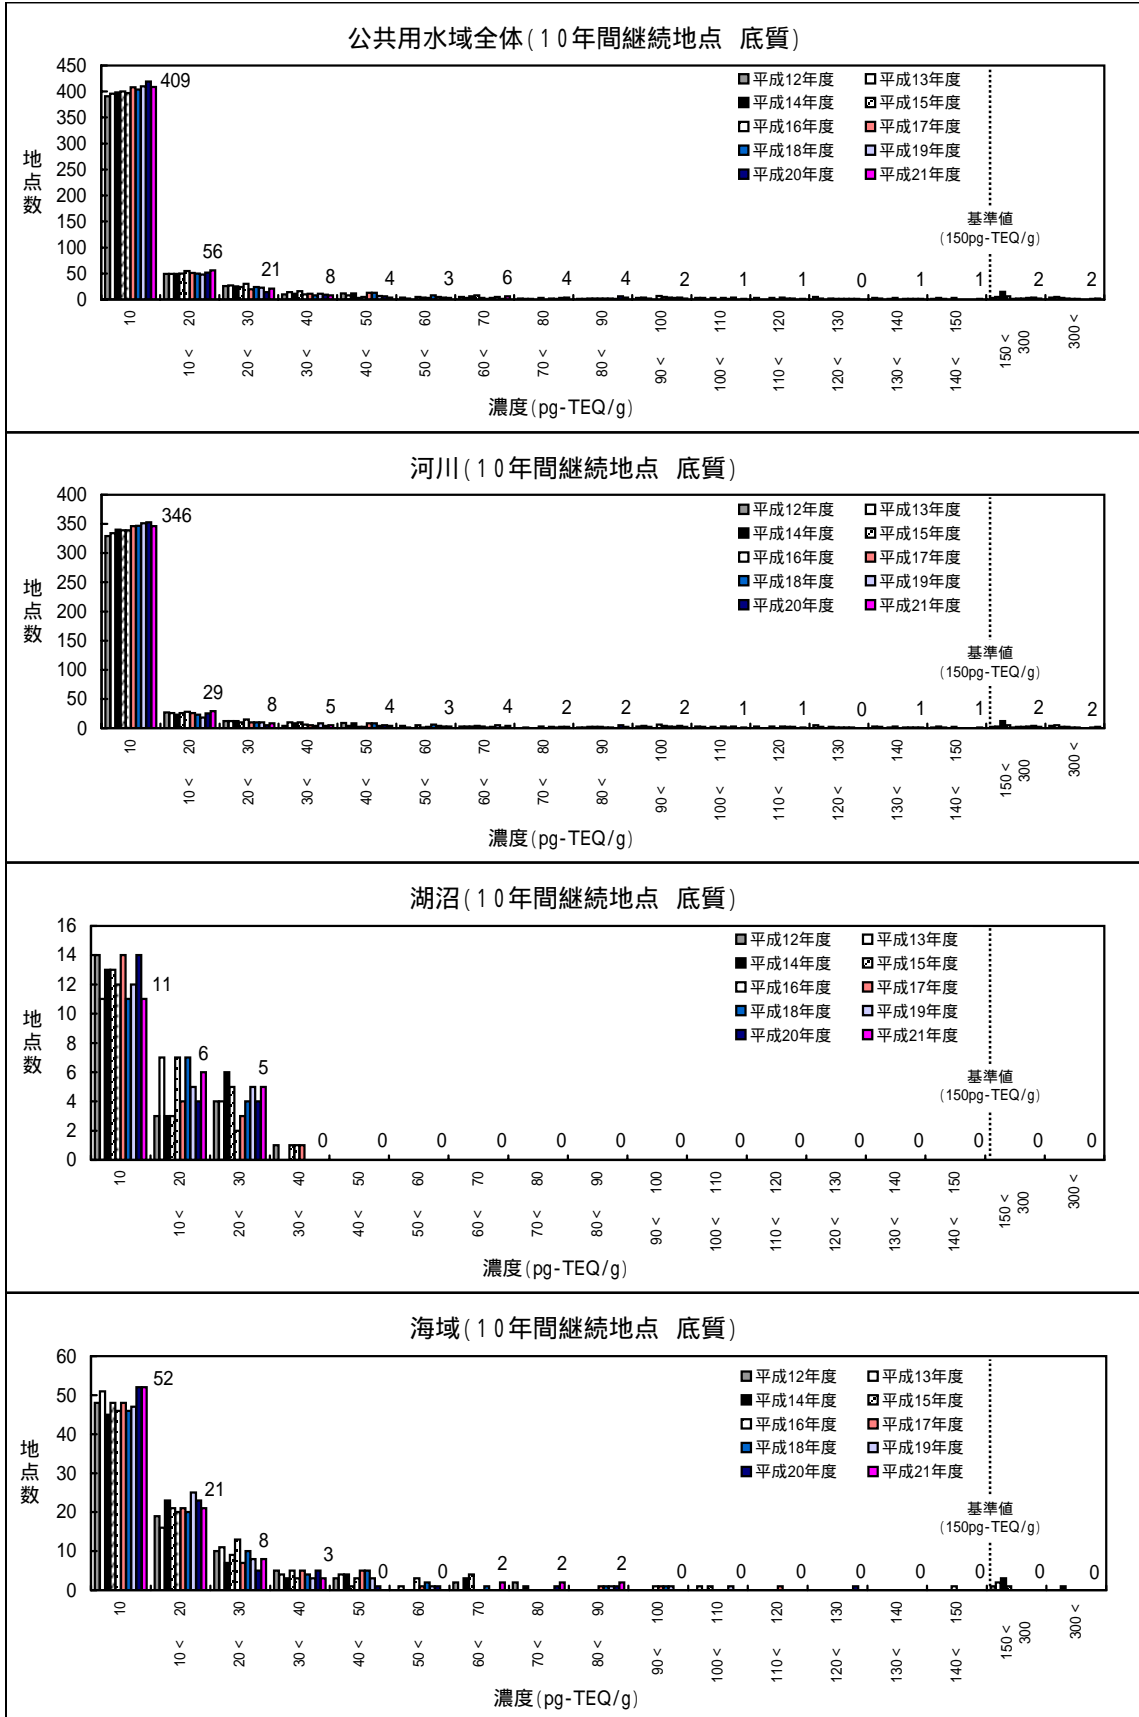 公共用水域全体(10年間継続地点 底質)
450
400
350
300
250
200
150
100
50
0
地点数
409
56
21
8
4
3
6
4
4
2
1
1
0
1
1
2
2
平成12年度 平成13年度
平成14年度 平成15年度
平成16年度 平成17年度
平成18年度 平成19年度
平成20年度 平成21年度
基準値
(150pg-TEQ/g)
10
10 < 20
20 < 30
30 < 40
40 < 50
50 < 60
60 < 70
70 < 80
80 < 90
90 < 100
100 < 110
110 < 120
120 < 130
130 < 140
140 < 150
150 < 300
300 <
濃度(pg-TEQ/g)
河川(10年間継続地点 底質)
400
350
300
250
200
150
100
50
0
地点数
346
29
8
5
4
3
4
2
2
2
1
1
0
1
1
2
2
平成12年度 平成13年度
平成14年度 平成15年度
平成16年度 平成17年度
平成18年度 平成19年度
平成20年度 平成21年度
基準値
(150pg-TEQ/g)
10
10 < 20
20 < 30
30 < 40
40 < 50
50 < 60
60 < 70
70 < 80
80 < 90
90 < 100
100 < 110
110 < 120
120 < 130
130 < 140
140 < 150
150 < 300
300 <
濃度(pg-TEQ/g)
湖沼(10年間継続地点 底質)
16
14
12
10
8
6
4
2
0
地点数
11
6
5
0
0
0
0
0
0
0
0
0
0
0
0
0
0
平成12年度 平成13年度
平成14年度 平成15年度
平成16年度 平成17年度
平成18年度 平成19年度
平成20年度 平成21年度
基準値
(150pg-TEQ/g)
10
10 < 20
20 < 30
30 < 40
40 < 50
50 < 60
60 < 70
70 < 80
80 < 90
90 < 100
100 < 110
110 < 120
120 < 130
130 < 140
140 < 150
150 < 300
300 <
濃度(pg-TEQ/g)
海域(10年間継続地点 底質)
60
50
40
30
20
10
0
地点数
52
21
8
3
0
0
2
2
2
0
0
0
0
0
0
0
0
平成12年度 平成13年度
平成14年度 平成15年度
平成16年度 平成17年度
平成18年度 平成19年度
平成20年度 平成21年度
基準値
(150pg-TEQ/g)
10
10 < 20
20 < 30
30 < 40
40 < 50
50 < 60
60 < 70
70 < 80
80 < 90
90 < 100
100 < 110
110 < 120
120 < 130
130 < 140
140 < 150
150 < 300
300 <
濃度(pg-TEQ/g)